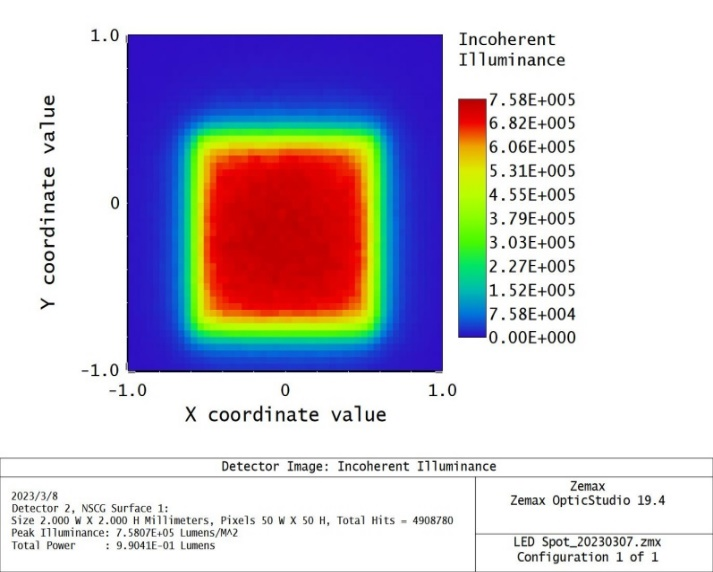 Incoherent
Illuminance
1.0
0
-1.0
Y coordinate value
-1.0 0 1.0
X coordinate value
7.58E+005
6.82E+005
6.06E+005
5.31E+005
4.55E+005
3.79E+005
3.03E+005
2.27E+005
1.52E+005
7.58E+004
0.00E+000
Detector Image: Incoherent Illuminance
2023/3/8
Detector 2, NSCG Surface 1:
Size 2.000 W X 2.000 H Millimeters, Pixels 50 W X 50 H, Total Hits = 4908780
Peak Illuminance: 7.5807E+05 Lumens/M^2
Total Power : 9.9041E-01 Lumens
Zemax
Zemax OpticStudio 19.4
LED Spot_20230307.zmx
Configuration 1 of 1